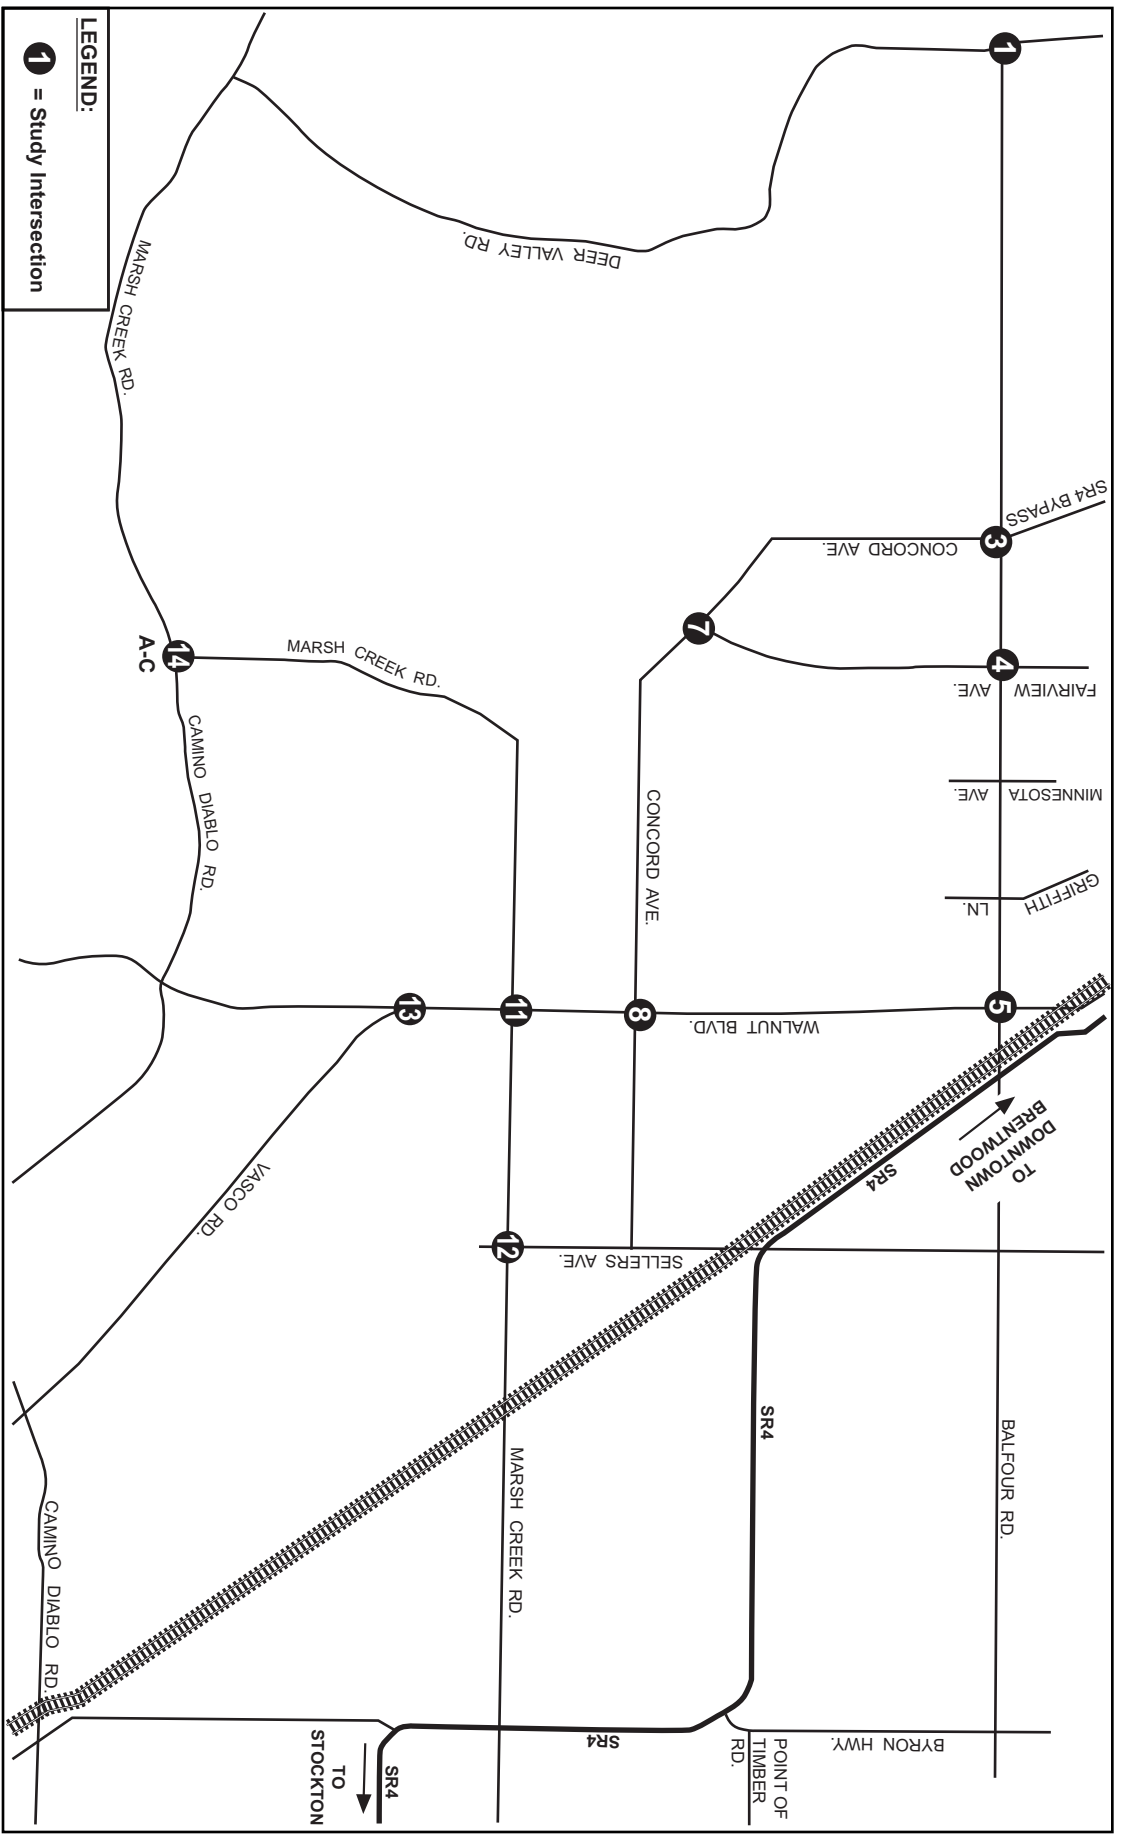 LEGEND:
1 = Study Intersection
1
SR4 BYPASS
3
CONCORD AVE.
4
FAIRVIEW
AVE.
MINNESOTA
AVE.
GRIFFITH
LN.
5
TO
DOWNTOWN
BRENTWOOD
SR4
BALFOUR RD.
DEER VALLEY RD.
7
CONCORD AVE.
8
WALNUT BLVD.
SELLERS AVE.
SR4
BYRON HWY.
POINT OF
TIMBER
RD.
MARSH CREEK RD.
MARSH CREEK RD.
14
A-C
CAMINO DIABLO RD.
11
12
13
VASCO RD.
MARSH CREEK RD.
SR4
SR4
TO
STOCKTON
CAMINO DIABLO RD.